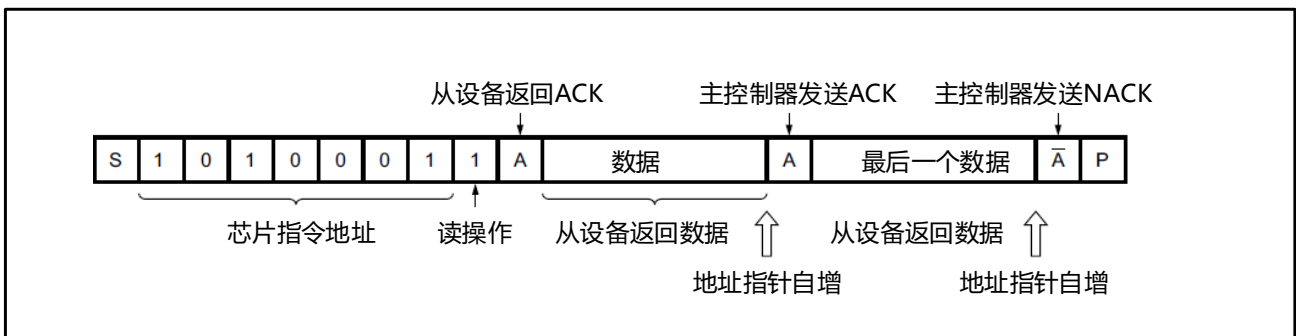 从设备返回ACK 主控制器发送ACK 主控制器发送NACK
S 1 0 1 0 0 0 1 1 A 数据 A 最后一个数据 A̅ P
芯片指令地址 读操作 从设备返回数据 从设备返回数据
地址指针自增 地址指针自增